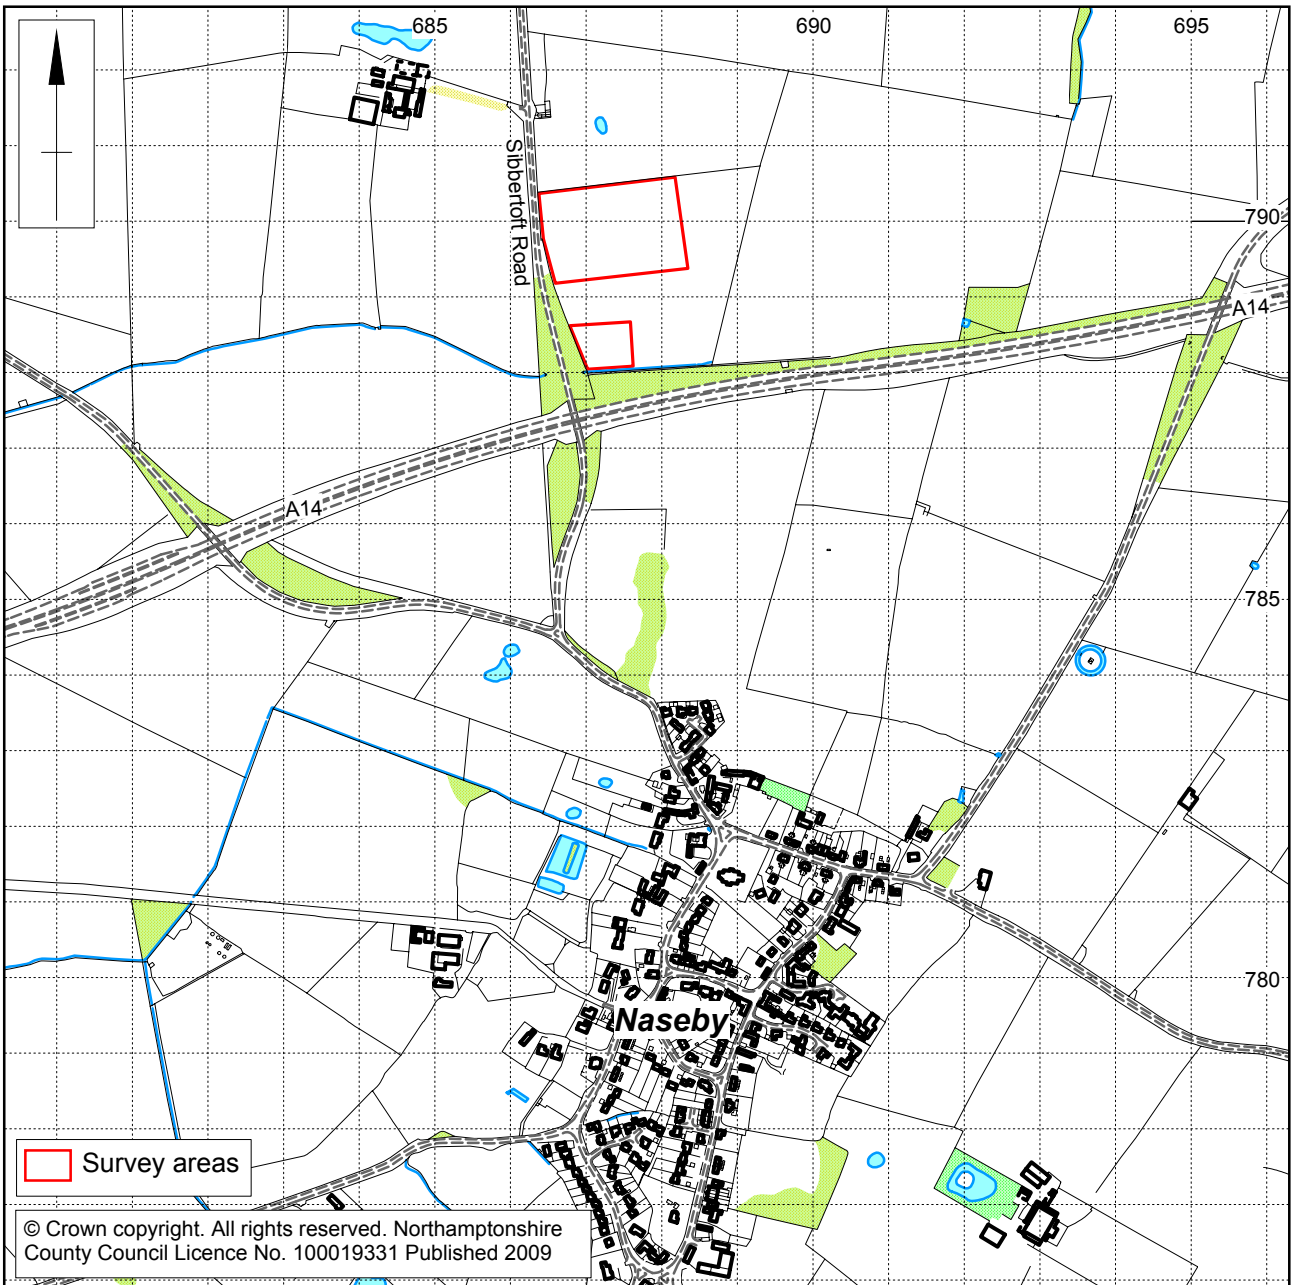 685
690
695
Sibbertoft Road
790
A14
A14
785
780
Naseby
Survey areas
© Crown copyright. All rights reserved. Northamptonshire
County Council Licence No. 100019331 Published 2009